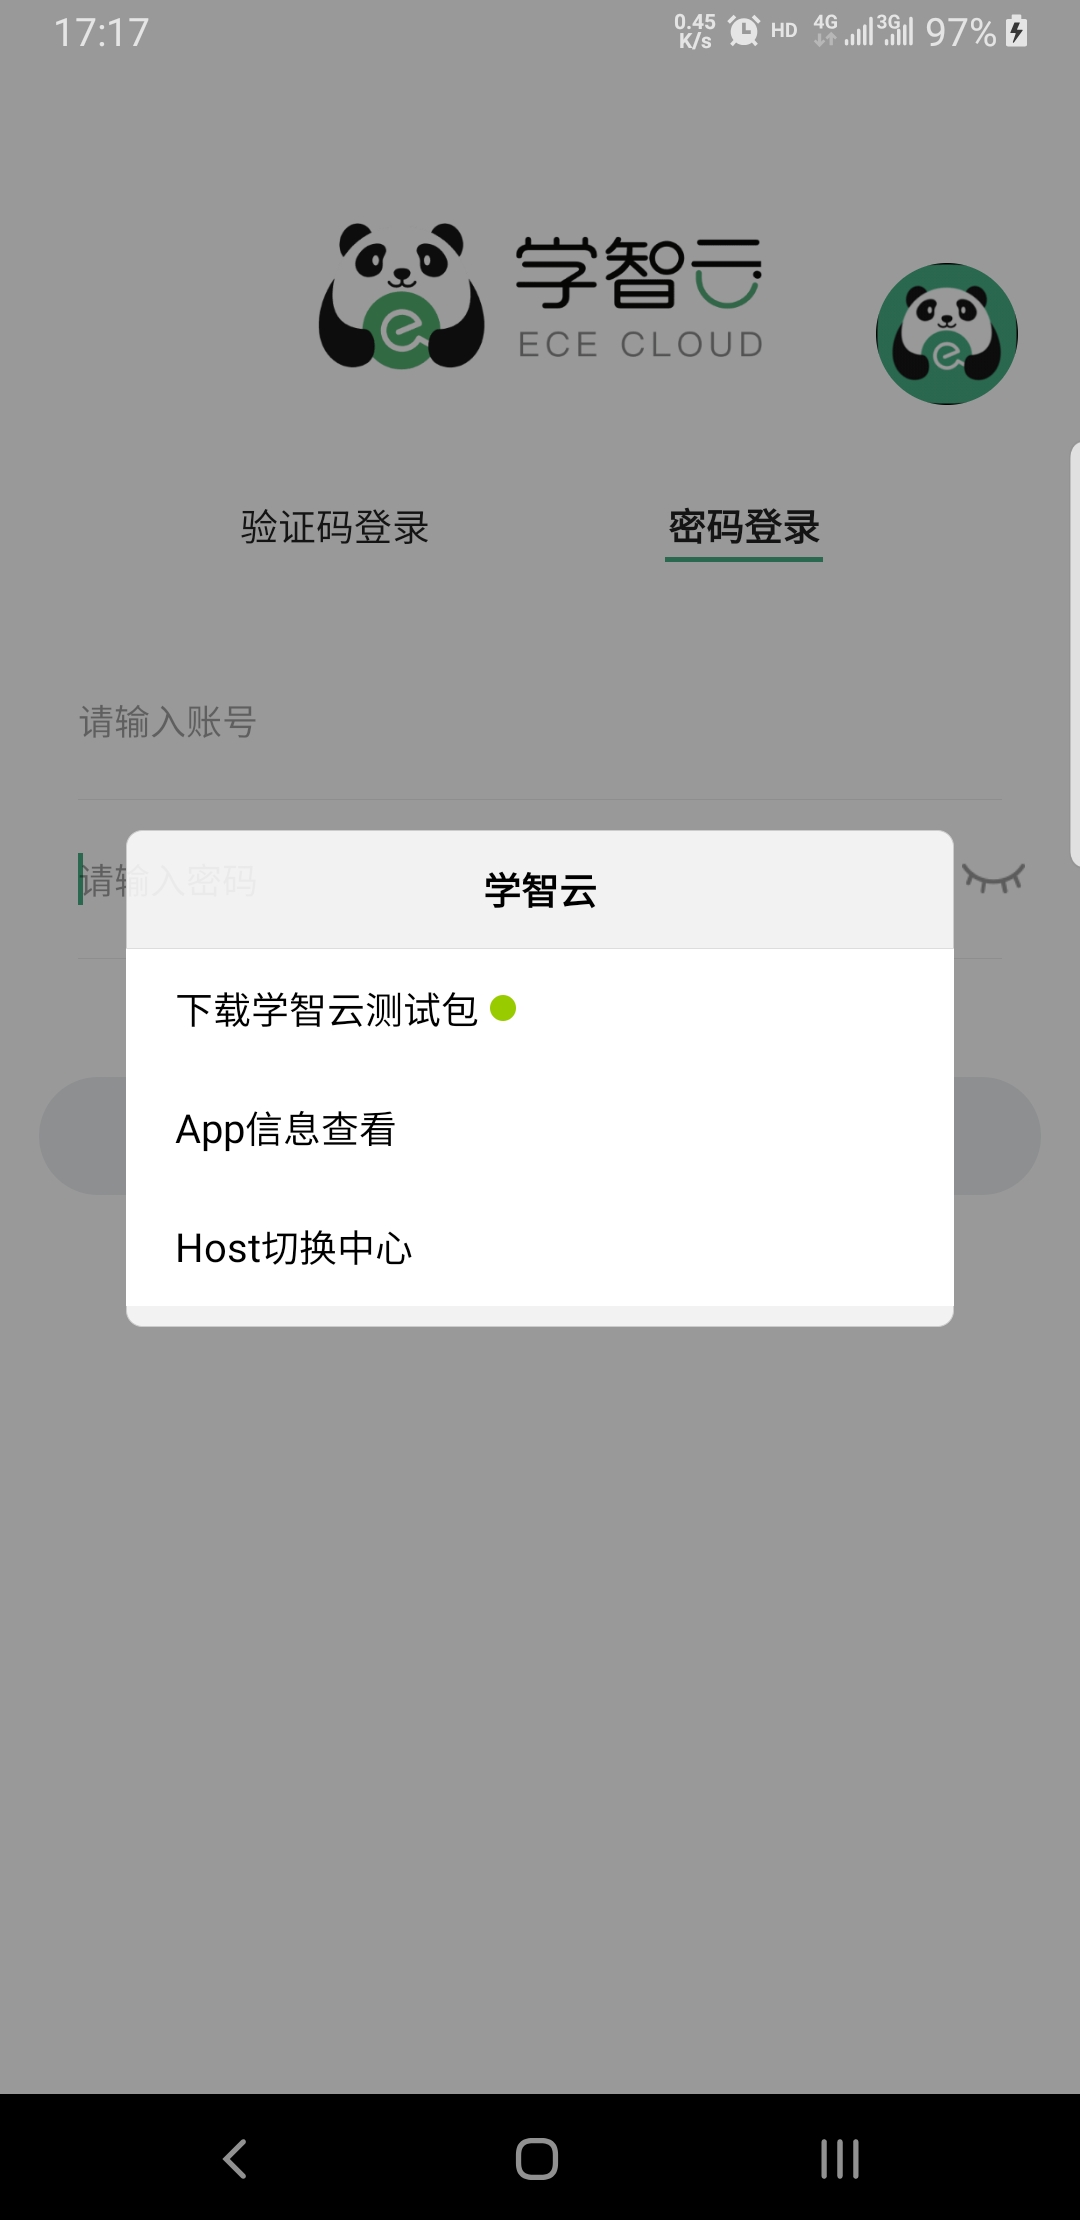 17:17
0.45
K/s
HD
4G
3G
97%
学智云
ECE CLOUD
验证码登录
密码登录
请输入账号
请输入密码
学智云
下载学智云测试包
App信息查看
Host切换中心